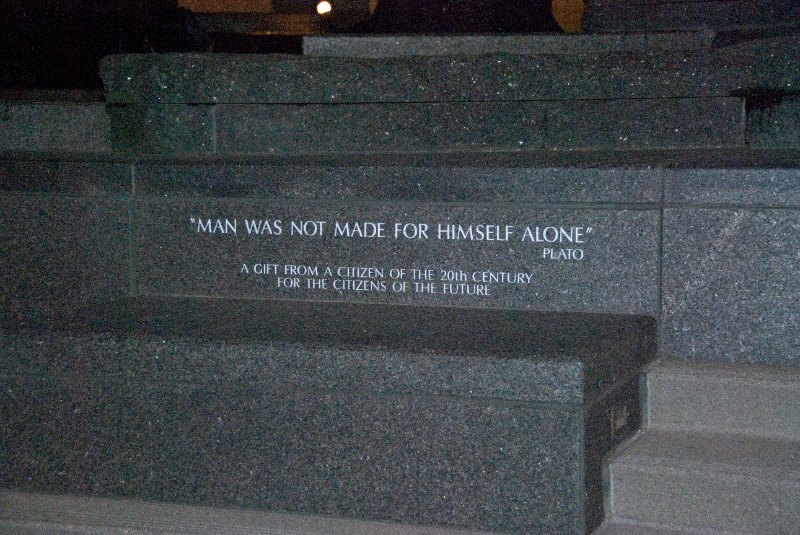 "MAN WAS NOT MADE FOR HIMSELF ALONE"
PLATO
A GIFT FROM A CITIZEN OF THE 20th CENTURY
FOR THE CITIZENS OF THE FUTURE